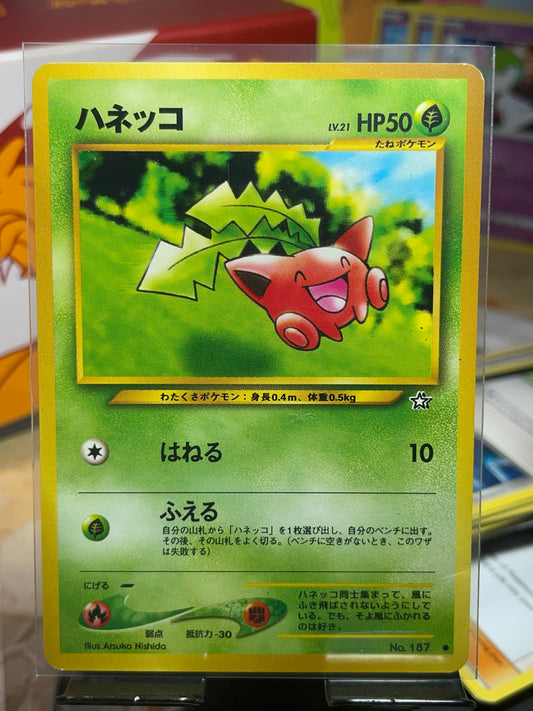 ハネッコ
LV.21 HP50
たねポケモン
わたくさポケモン：身長0.4m、体重0.5kg
はねる 10
ふえる
自分の山札から「ハネッコ」を1枚選び出し、自分のベンチに出す。
その後、その山札をよく切る。（ベンチに空きがないとき、このワザ
は失敗する）
にげる
弱点 抵抗力-30
Illus.Atsuko Nishida
ハネッコ同士集まって、風に
ふき飛ばされないようにして
いる。でも、そよ風にふかれる
のは好き。
No. 187